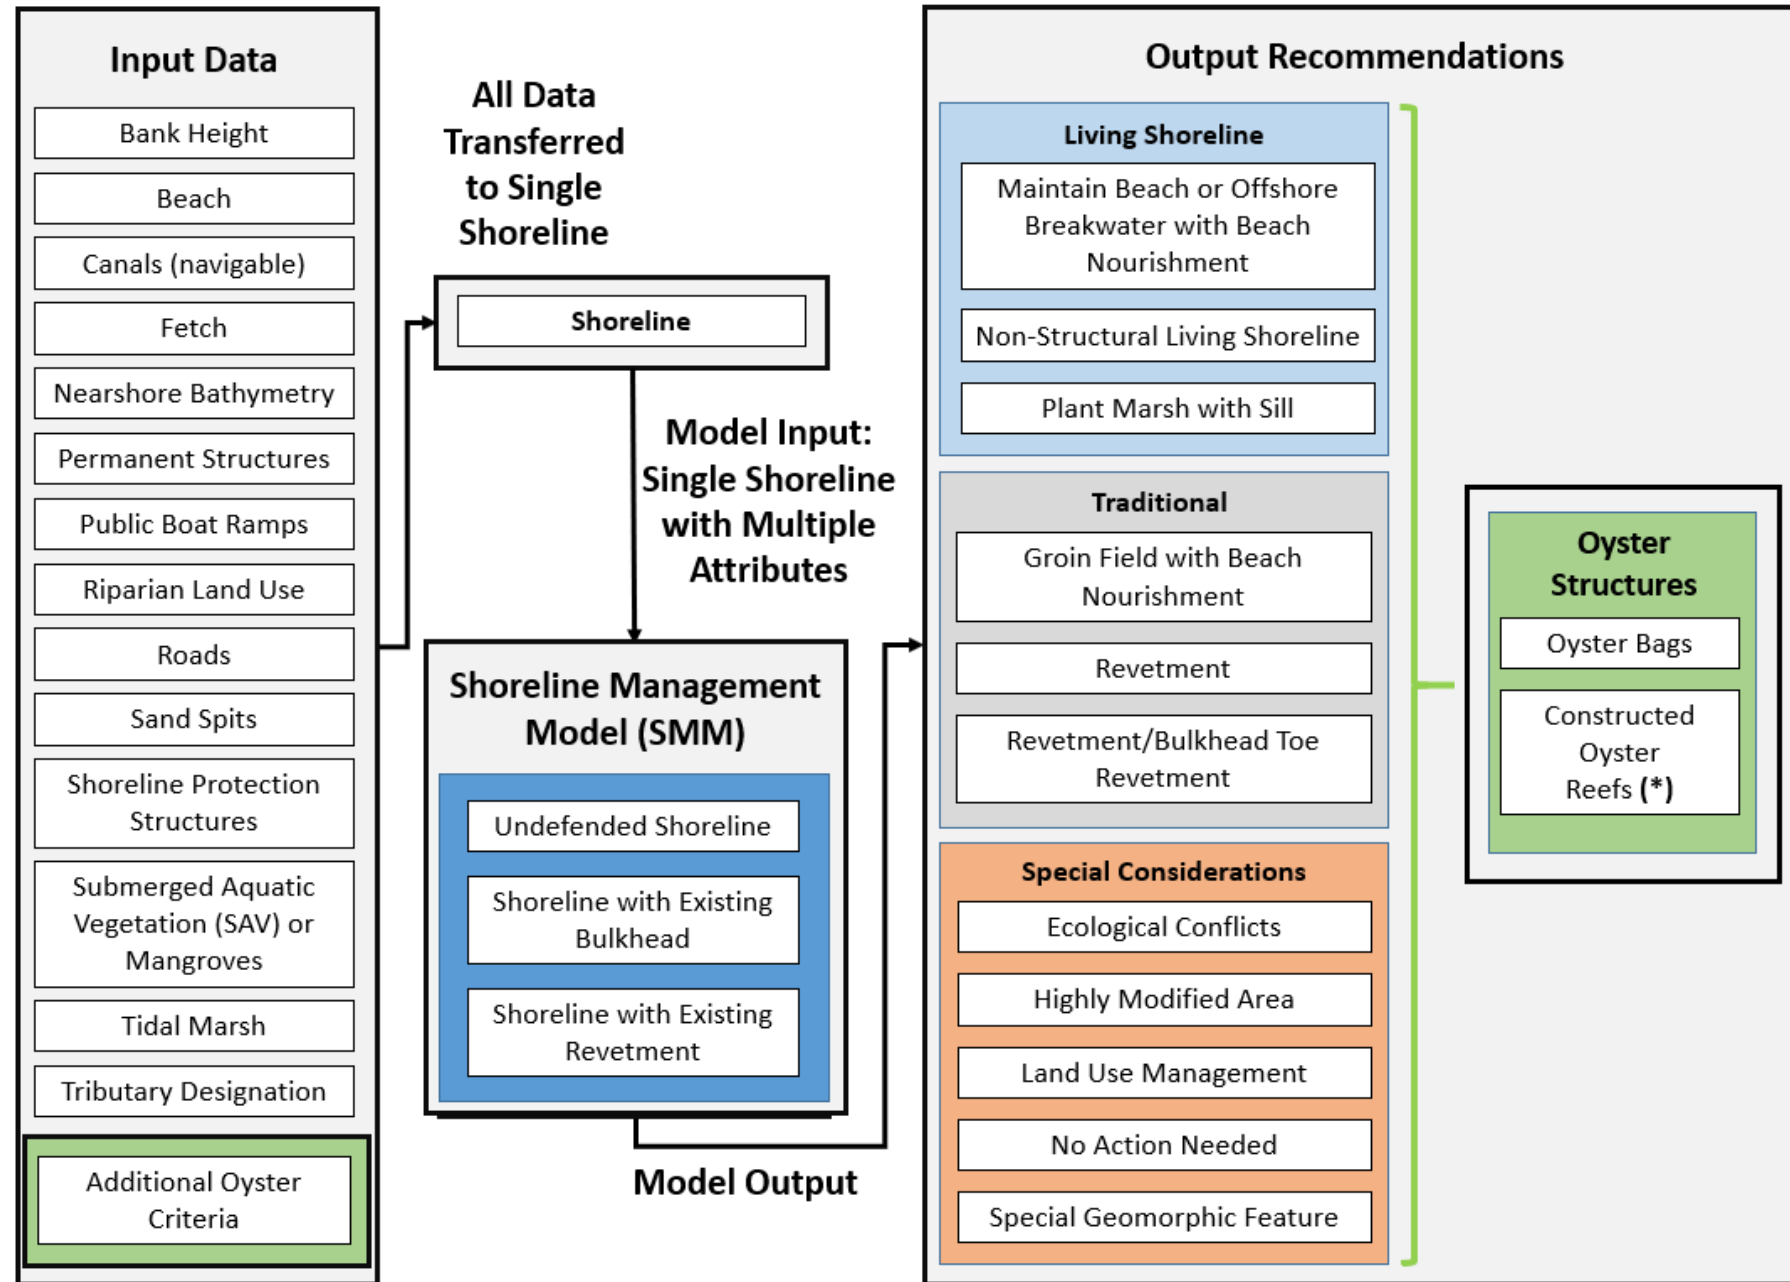 Input Data
Bank Height
Beach
Canals (navigable)
Fetch
Nearshore Bathymetry
Permanent Structures
Public Boat Ramps
Riparian Land Use
Roads
Sand Spits
Shoreline Protection
Structures
Submerged Aquatic
Vegetation (SAV) or
Mangroves
Tidal Marsh
Tributary Designation
Additional Oyster
Criteria
All Data
Transferred
to Single
Shoreline
Shoreline
Model Input:
Single Shoreline
with Multiple
Attributes
Shoreline Management
Model (SMM)
Undefended Shoreline
Shoreline with Existing
Bulkhead
Shoreline with Existing
Revetment
Model Output
Output Recommendations
Living Shoreline
Maintain Beach or Offshore
Breakwater with Beach
Nourishment
Non-Structural Living Shoreline
Plant Marsh with Sill
Traditional
Groin Field with Beach
Nourishment
Revetment
Revetment/Bulkhead Toe
Revetment
Special Considerations
Ecological Conflicts
Highly Modified Area
Land Use Management
No Action Needed
Special Geomorphic Feature
Oyster
Structures
Oyster Bags
Constructed
Oyster
Reefs (*)